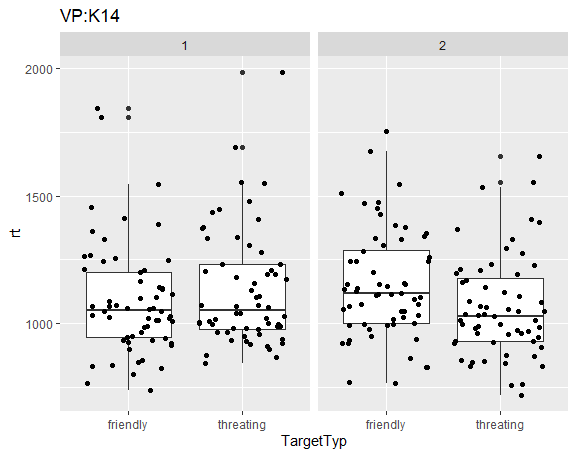 VP:K14
1 2
2000
1500
1000
rt
friendly threating friendly threating
TargetTyp